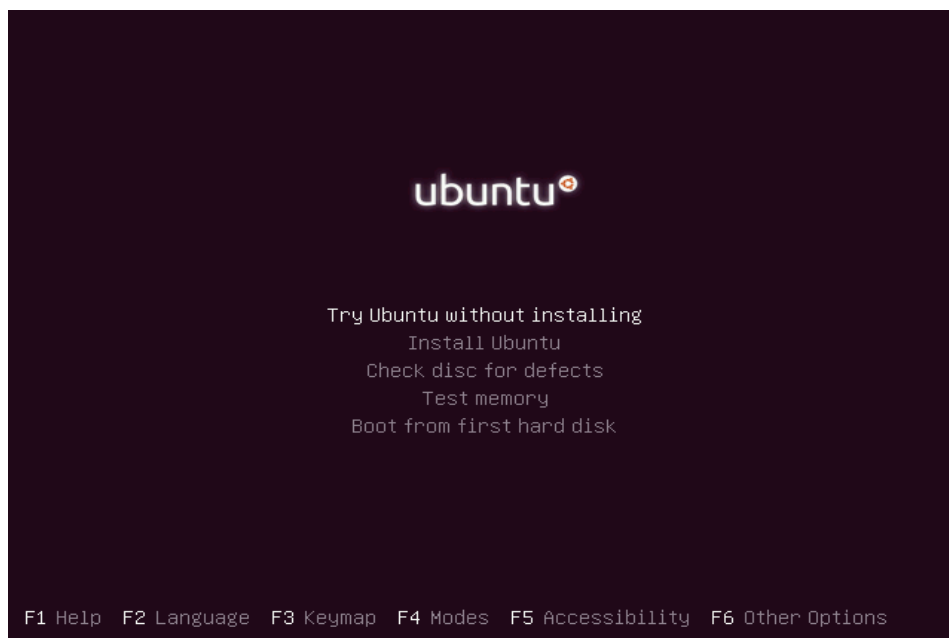 ubuntu
Try Ubuntu without installing
Install Ubuntu
Check disc for defects
Test memory
Boot from first hard disk
F1 Help F2 Language F3 Keymap F4 Modes F5 Accessibility F6 Other Options